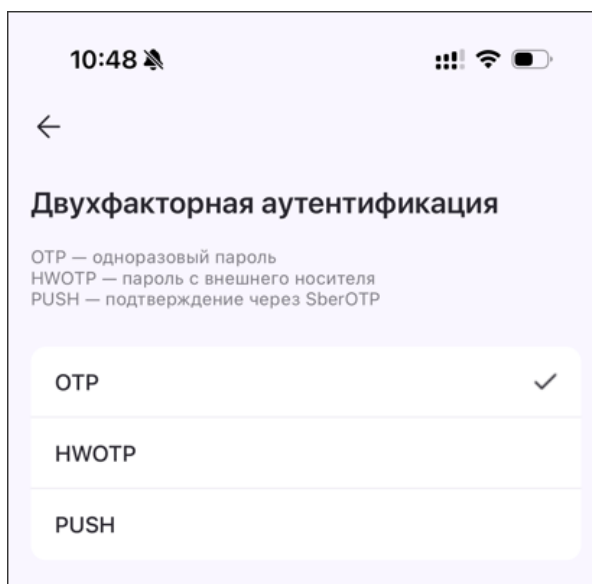 10:48
Двухфакторная аутентификация
OTP — одноразовый пароль
HWOTP — пароль с внешнего носителя
PUSH — подтверждение через SberOTP
OTP
HWOTP
PUSH